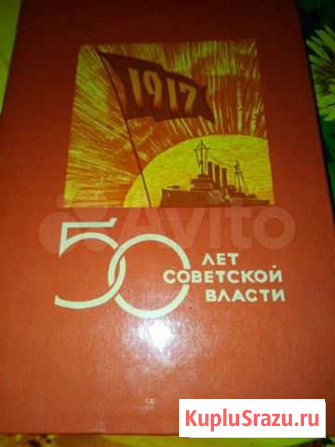 1917
50
ЛЕТ
СОВЕТСКОЙ
ВЛАСТИ
Avito
KupluSrazu.ru